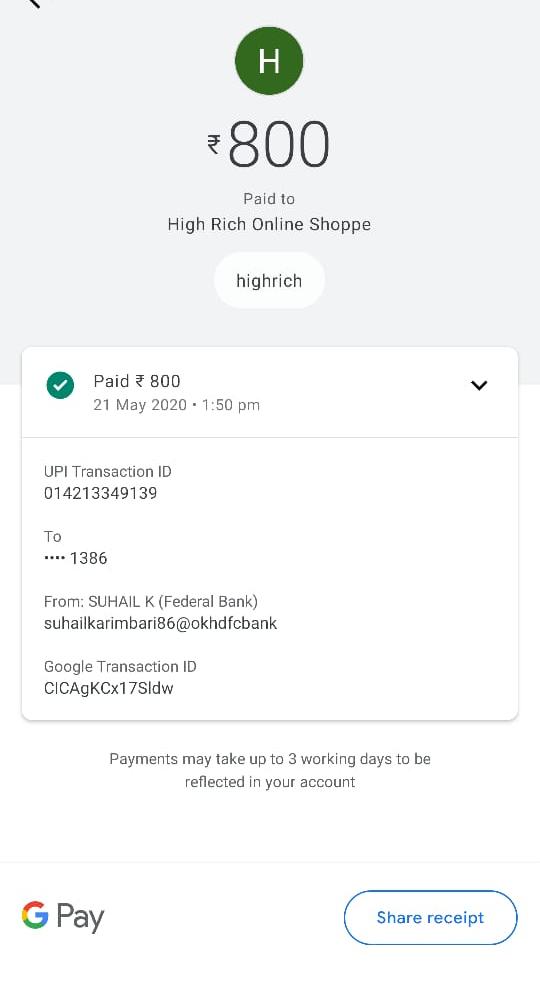 H
₹800
Paid to
High Rich Online Shoppe
highrich
Paid ₹ 800
21 May 2020 • 1:50 pm
UPI Transaction ID
014213349139
To
•••• 1386
From: SUHAIL K (Federal Bank)
suhailkarimbari86@okhdfcbank
Google Transaction ID
CICAgKCx17Sldw
Payments may take up to 3 working days to be
reflected in your account
G Pay
Share receipt